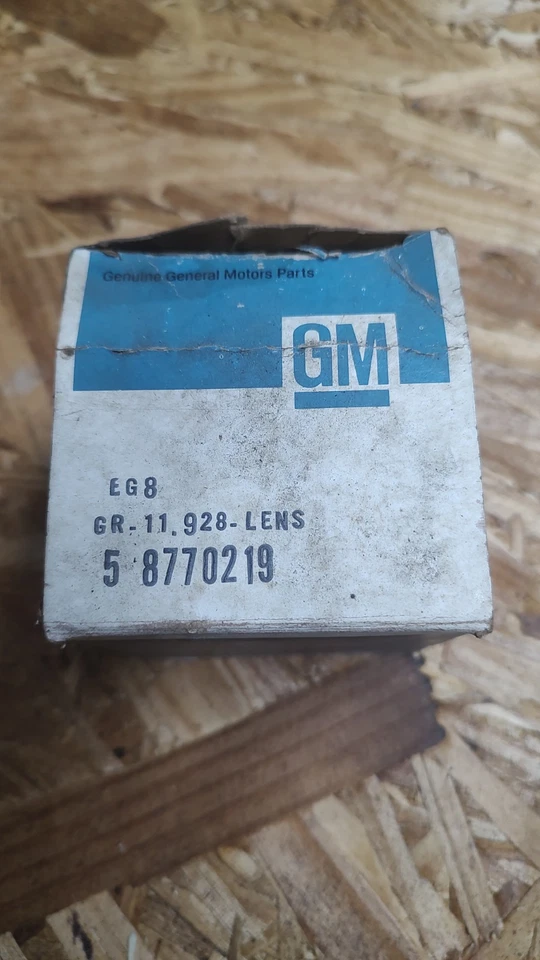 Genuine General Motors Parts
GM
EG8
GR-11.928-LENS
5 8770219